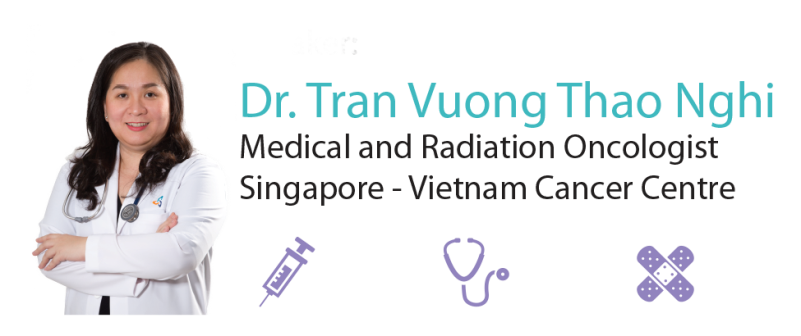 Dr. Tran Vuong Thao Nghi
Medical and Radiation Oncologist
Singapore - Vietnam Cancer Centre